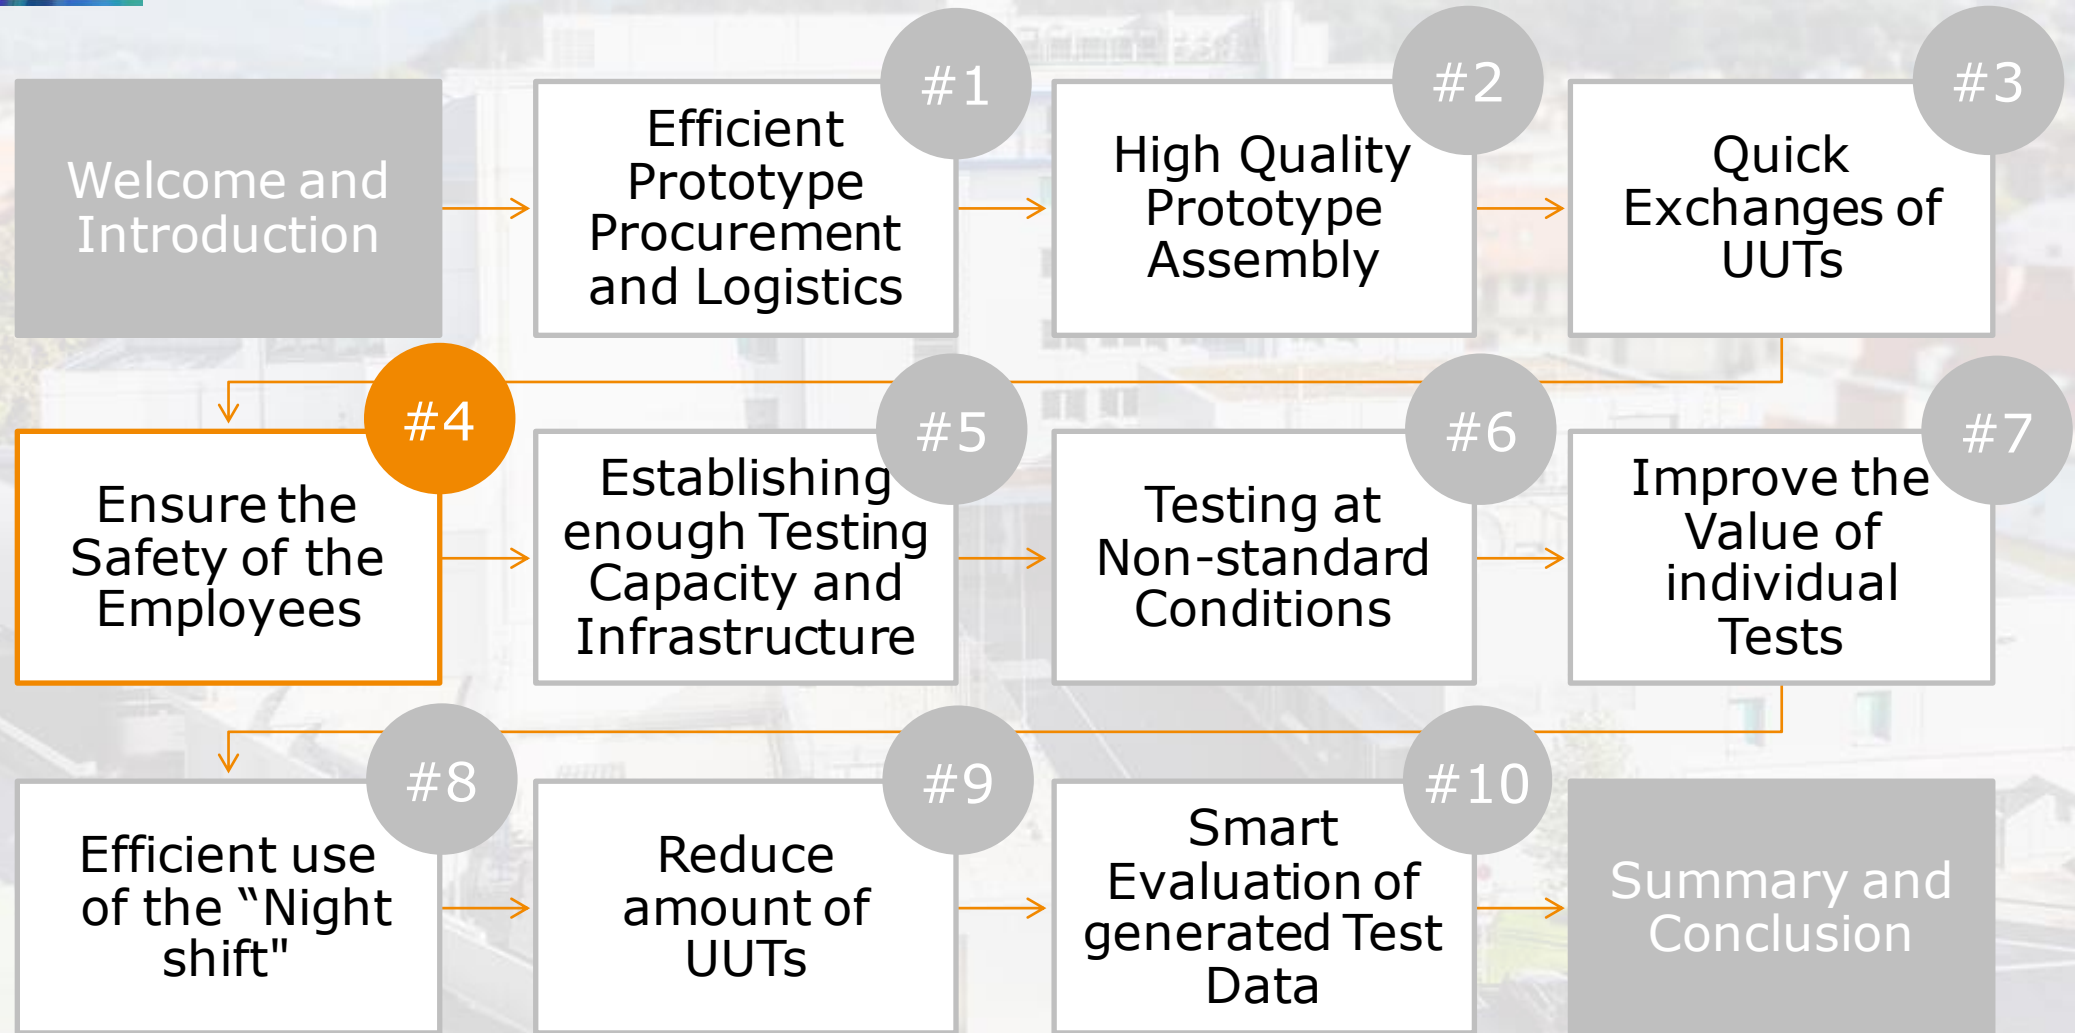 Welcome and
Introduction
#1
Efficient
Prototype
Procurement
and Logistics
#2
High Quality
Prototype
Assembly
#3
Quick
Exchanges of
UUTs
#4
Ensure the
Safety of the
Employees
#5
Establishing
enough Testing
Capacity and
Infrastructure
#6
Testing at
Non-standard
Conditions
#7
Improve the
Value of
individual
Tests
#8
Efficient use
of the “Night
shift"
#9
Reduce
amount of
UUTs
#10
Smart
Evaluation of
generated Test
Data
Summary and
Conclusion